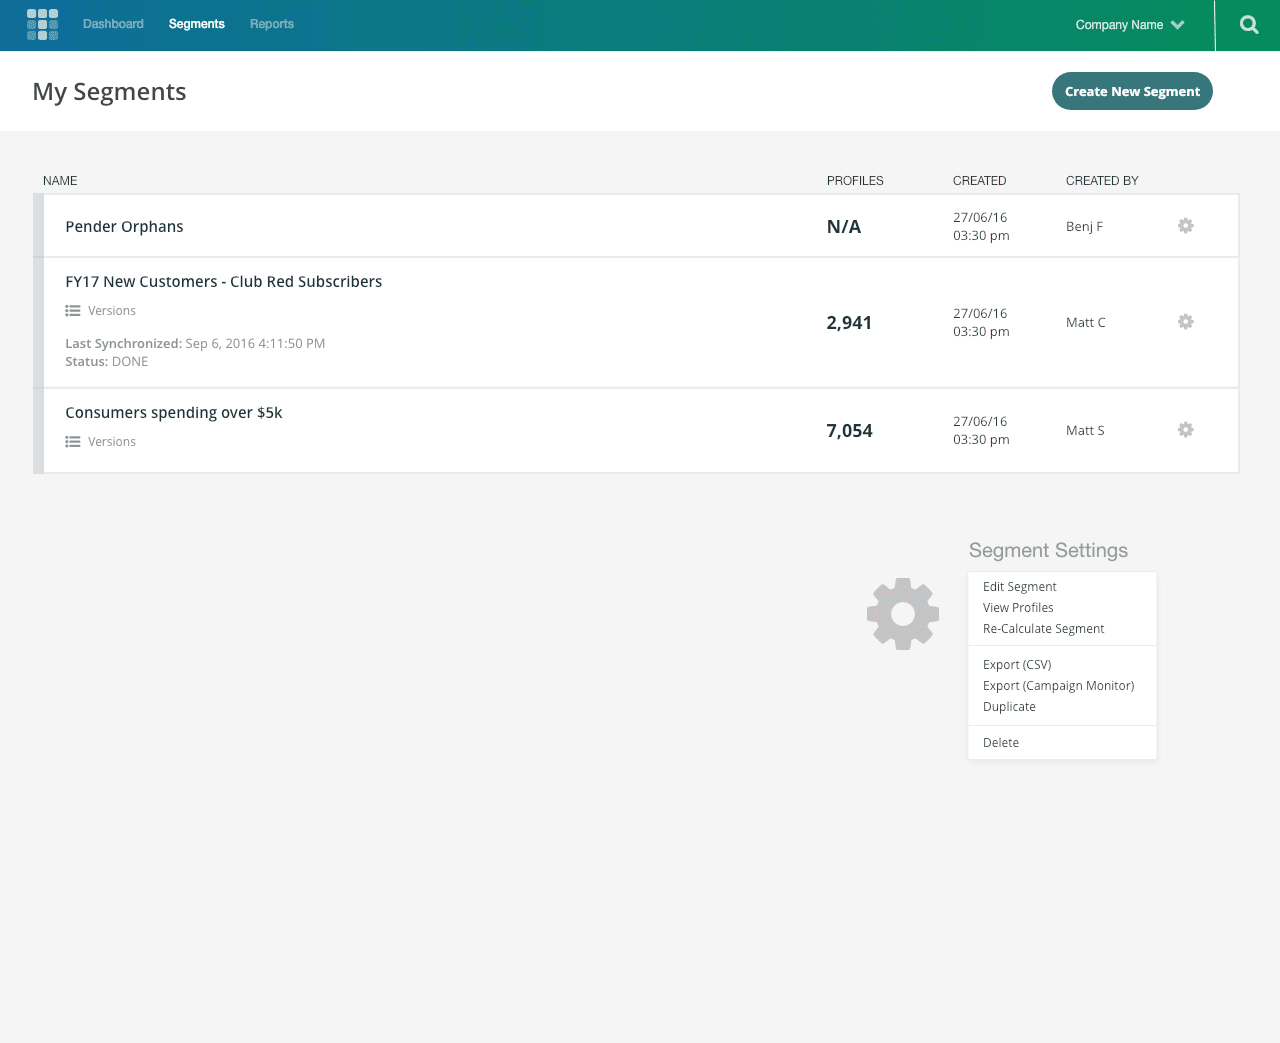 Dashboard Segments Reports Company Name
My Segments Create New Segment
NAME PROFILES CREATED CREATED BY
Pender Orphans N/A 27/06/16 Benj F
03:30 pm
FY17 New Customers - Club Red Subscribers
Versions
2,941 27/06/16 Matt C
03:30 pm
Last Synchronized: Sep 6, 2016 4:11:50 PM
Status: DONE
Consumers spending over $5k
Versions
7,054 27/06/16 Matt S
03:30 pm
Segment Settings
Edit Segment
View Profiles
Re-Calculate Segment
Export (CSV)
Export (Campaign Monitor)
Duplicate
Delete